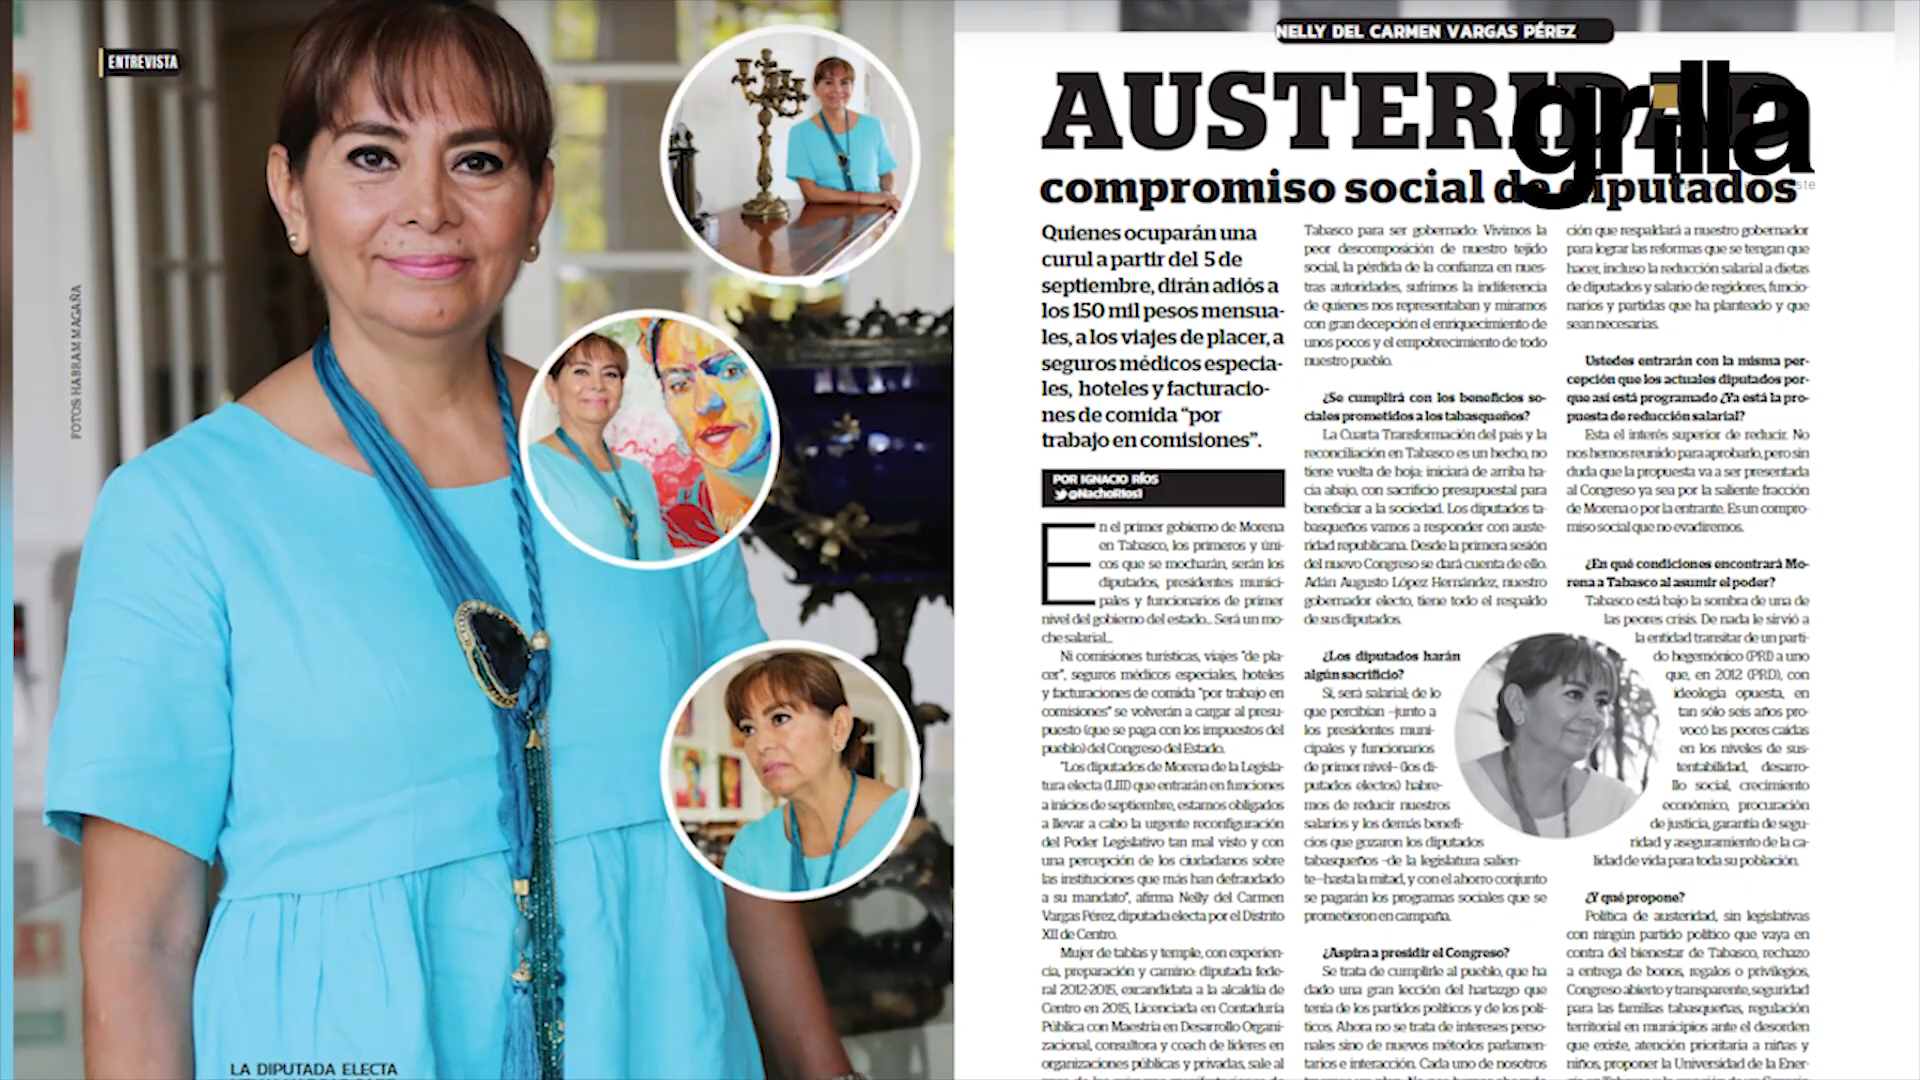 ENTREVISTA
FOTOS HABRAM MAGAÑA
LA DIPUTADA ELECTA
NELLY DEL CARMEN VARGAS PÉREZ
AUSTERIDAD
grilla
compromiso social de diputados
Quienes ocuparán una
curul a partir del 5 de
septiembre, dirán adiós a
los 150 mil pesos mensua-
les, a los viajes de placer, a
seguros médicos especia-
les, hoteles y facturacio-
nes de comida “por
trabajo en comisiones”.
POR IGNACIO RÍOS
@NachoRios1
En el primer gobierno de Morena
en Tabasco, los primeros y úni-
cos que se mocharán, serán los
diputados, presidentes munici-
pales y funcionarios de primer
nivel del gobierno del estado... Será un mo-
che salarial...
Ni comisiones turísticas, viajes "de pla-
cer", seguros médicos especiales, hoteles
y facturaciones de comida "por trabajo en
comisiones" se volverán a cargar al presu-
puesto (que se paga con los impuestos del
pueblo) del Congreso del Estado.
"Los diputados de Morena de la Legisla-
tura electa (LIII) que entrarán en funciones
a inicios de septiembre, estamos obligados
a llevar a cabo la urgente reconfiguración
del Poder Legislativo tan mal visto y con
una percepción de los ciudadanos sobre
las instituciones que más han defraudado
a su mandato", afirma Nelly del Carmen
Vargas Pérez, diputada electa por el Distrito
XII de Centro.
Mujer de tablas y temple, con experien-
cia, preparación y camino: diputada fede-
ral 2012-2015, excandidata a la alcaldía de
Centro en 2015, Licenciada en Contaduría
Pública con Maestría en Desarrollo Organi-
zacional, consultora y coach de líderes en
organizaciones públicas y privadas, sale al
Tabasco para ser gobernado: Vivimos la
peor descomposición de nuestro tejido
social, la pérdida de la confianza en nues-
tras autoridades, sufrimos la indiferencia
de quienes nos representaban y miramos
con gran decepción el enriquecimiento de
unos pocos y el empobrecimiento de todo
nuestro pueblo.
¿Se cumplirá con los beneficios so-
ciales prometidos a los tabasqueños?
La Cuarta Transformación del país y la
reconciliación en Tabasco es un hecho, no
tiene vuelta de hoja: iniciará de arriba ha-
cia abajo, con sacrificio presupuestal para
beneficiar a la sociedad. Los diputados ta-
basqueños vamos a responder con auste-
ridad republicana. Desde la primera sesión
del nuevo Congreso se dará cuenta de ello.
Adán Augusto López Hernández, nuestro
gobernador electo, tiene todo el respaldo
de sus diputados.
¿Los diputados harán
algún sacrificio?
Si, será salarial; de lo
que percibían –junto a
los presidentes muni-
cipales y funcionarios
de primer nivel– (los di-
putados electos) habre-
mos de reducir nuestros
salarios y los demás benefi-
cios que gozaron los diputados
tabasqueños –de la legislatura salien-
te–hasta la mitad, y con el ahorro conjunto
se pagarán los programas sociales que se
prometieron en campaña.
¿Aspira a presidir el Congreso?
Se trata de cumplirle al pueblo, que ha
dado una gran lección del hartazgo que
tenía de los partidos políticos y de los polí-
ticos. Ahora no se trata de intereses perso-
nales sino de nuevos métodos parlamen-
tarios e interacción. Cada uno de nosotros
ción que respaldará a nuestro gobernador
para lograr las reformas que se tengan que
hacer, incluso la reducción salarial a dietas
de diputados y salario de regidores, funcio-
narios y partidas que ha planteado y que
sean necesarias.
Ustedes entrarán con la misma per-
cepción que los actuales diputados por-
que así está programado ¿Ya está la pro-
puesta de reducción salarial?
Esta el interés superior de reducir. No
nos hemos reunido para aprobarlo, pero sin
duda que la propuesta va a ser presentada
al Congreso ya sea por la saliente fracción
de Morena o por la entrante. Es un compro-
miso social que no evadiremos.
¿En qué condiciones encontrará Mo-
rena a Tabasco al asumir el poder?
Tabasco está bajo la sombra de una de
las peores crisis. De nada le sirvió a
la entidad transitar de un parti-
do hegemónico (PRI) a uno
que, en 2012 (PRD), con
ideología opuesta, en
tan sólo seis años pro-
vocó las peores caídas
en los niveles de sus-
tentabilidad, desarro-
llo social, crecimiento
económico, procuración
de justicia, garantía de segu-
ridad y aseguramiento de la ca-
lidad de vida para toda su población.
¿Y qué propone?
Política de austeridad, sin legislativas
con ningún partido político que vaya en
contra del bienestar de Tabasco, rechazo
a entrega de bonos, regalos o privilegios,
Congreso abierto y transparente, seguridad
para las familias tabasqueñas, regulación
territorial en municipios ante el desorden
que existe, atención prioritaria a niñas y
niños, proponer la Universidad de la Ener-